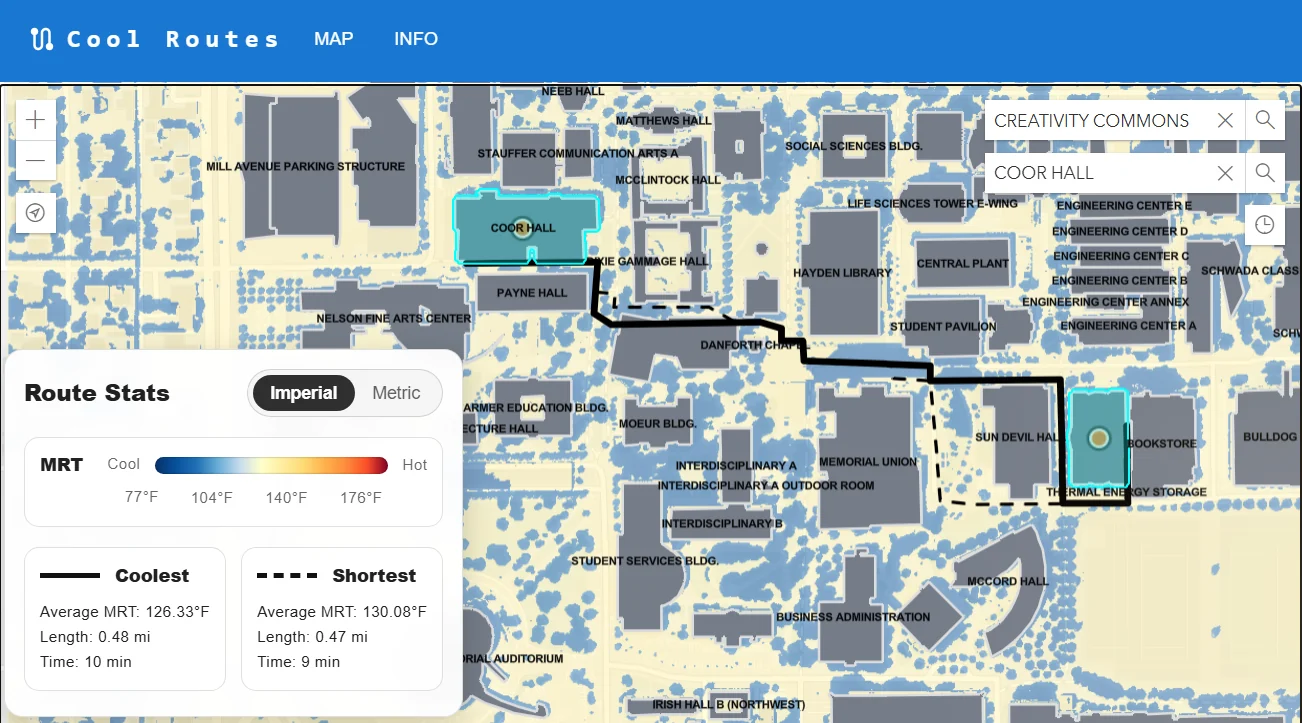 Cool Routes MAP INFO
NEEB HALL
MATTHEWS HALL
CREATIVITY COMMONS
SOCIAL SCIENCES BLDG.
STAUFFER COMMUNICATION ARTS A
MILL AVENUE PARKING STRUCTURE
COOR HALL
MCCLINTOCK HALL
LIFE SCIENCES TOWER E-WING
ENGINEERING CENTER E
COOR HALL
ENGINEERING CENTER D
ENGINEERING CENTER C
DIXIE GAMMAGE HALL
CENTRAL PLANT
HAYDEN LIBRARY
SCHWADA CLASS
ENGINEERING CENTER B
PAYNE HALL
ENGINEERING CENTER ANNEX
NELSON FINE ARTS CENTER
STUDENT PAVILION
ENGINEERING CENTER A
SCHW
DANFORTH CHAPEL
Route Stats
Imperial Metric
ARMER EDUCATION BLDG.
MOEUR BLDG.
ECTURE HALL
SUN DEVIL HALL
BOOKSTORE
BULLDOG
MRT Cool Hot
77°F 104°F 140°F 176°F
INTERDISCIPLINARY A
MEMORIAL UNION
INTERDISCIPLINARY A OUTDOOR ROOM
THERMAL ENERGY STORAGE
INTERDISCIPLINARY B
STUDENT SERVICES BLDG.
MCCORD HALL
Coolest
Average MRT: 126.33°F
Length: 0.48 mi
Time: 10 min
Shortest
Average MRT: 130.08°F
Length: 0.47 mi
Time: 9 min
BUSINESS ADMINISTRATION
ORIAL AUDITORIUM
IRISH HALL B (NORTHWEST)